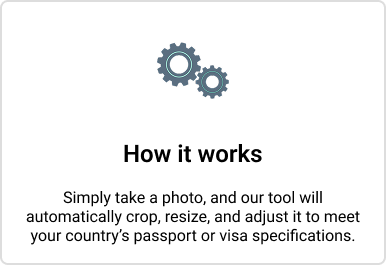 How it works
Simply take a photo, and our tool will
automatically crop, resize, and adjust it to meet
your country’s passport or visa specifications.